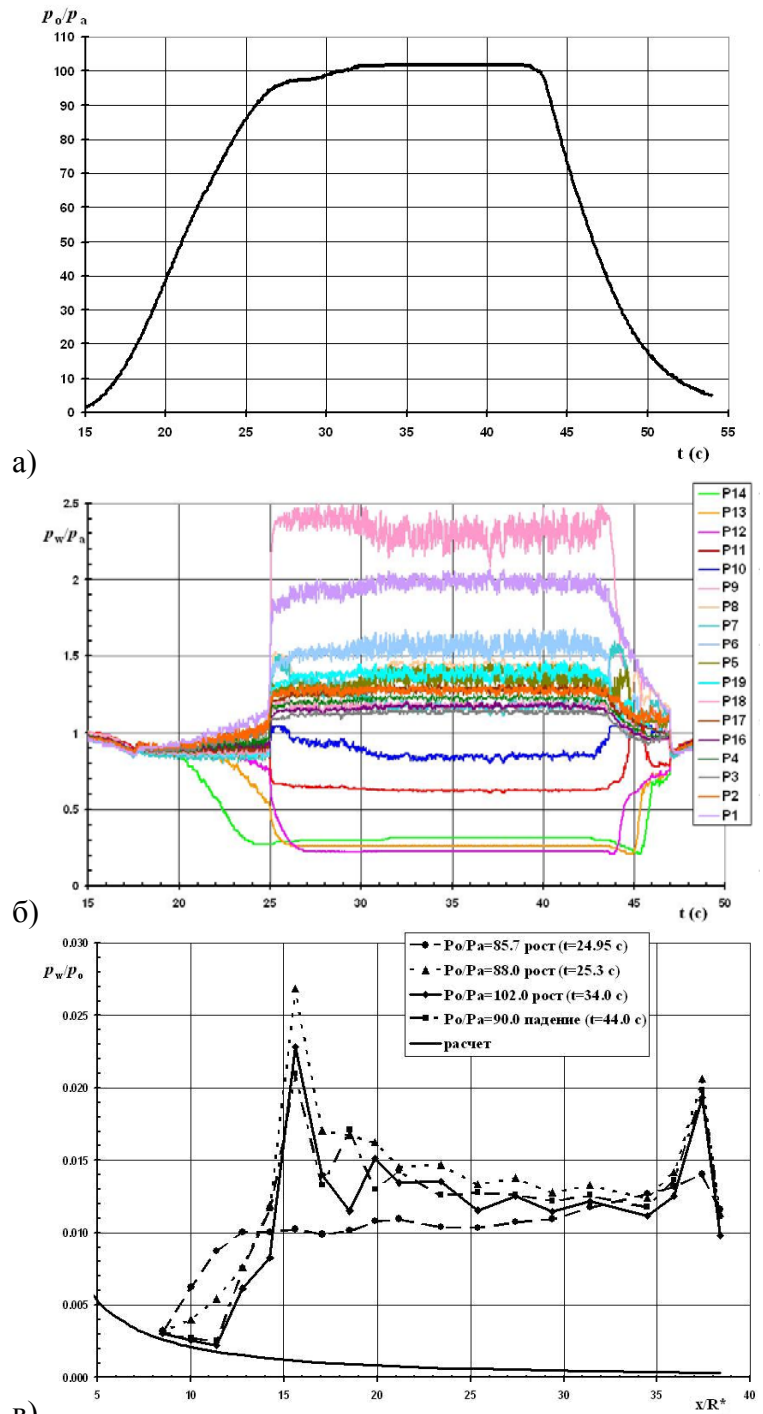 pₒ/pₐ
110
100
90
80
70
60
50
40
30
20
10
0
15 20 25 30 35 40 45 50 55
t (c)
а)
2.5
p_w/pₐ
2
1.5
1
0.5
0
15 20 25 30 35 40 45 50
t (c)
P14
P13
P12
P11
P10
P9
P8
P7
P6
P5
P19
P18
P17
P16
P4
P3
P2
P1
б)
0.030
p_w/pₒ
0.025
0.020
0.015
0.010
0.005
0.000
5 10 15 20 25 30 35 40
x/R*
Po/Pa=85.7 рост (t=24.95 c)
Po/Pa=88.0 рост (t=25.3 c)
Po/Pa=102.0 рост (t=34.0 c)
Po/Pa=90.0 падение (t=44.0 c)
расчет
в)